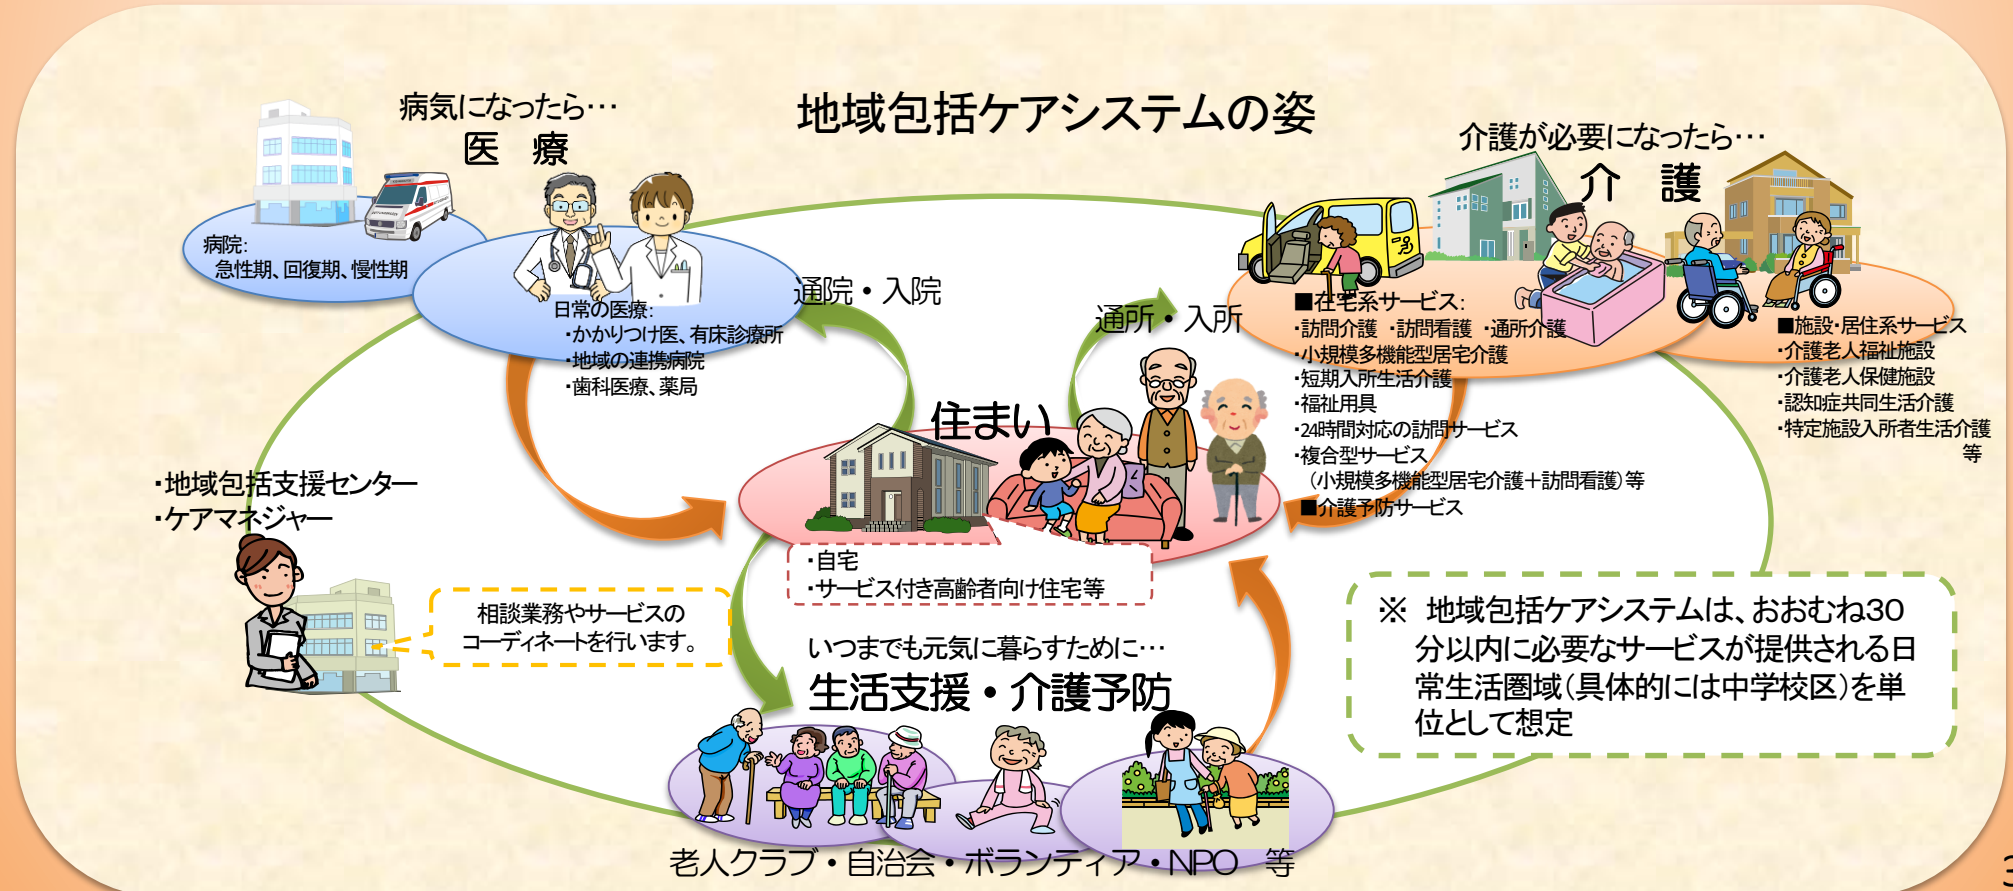 地域包括ケアシステムの姿
病気になったら…
医 療
病院:
急性期、回復期、慢性期
日常の医療:
・かかりつけ医、有床診療所
・地域の連携病院
・歯科医療、薬局
通院・入院
通所・入所
介護が必要になったら…
介 護
■在宅系サービス:
・訪問介護 ・訪問看護 ・通所介護
・小規模多機能型居宅介護
・短期入所生活介護
・福祉用具
・24時間対応の訪問サービス
・複合型サービス
(小規模多機能型居宅介護+訪問看護)等
■介護予防サービス
■施設・居住系サービス
・介護老人福祉施設
・介護老人保健施設
・認知症共同生活介護
・特定施設入所者生活介護
等
住まい
・自宅
・サービス付き高齢者向け住宅等
・地域包括支援センター
・ケアマネジャー
相談業務やサービスの
コーディネートを行います。
いつまでも元気に暮らすために…
生活支援・介護予防
老人クラブ・自治会・ボランティア・NPO 等
※ 地域包括ケアシステムは、おおむね30
分以内に必要なサービスが提供される日
常生活圏域(具体的には中学校区)を単
位として想定